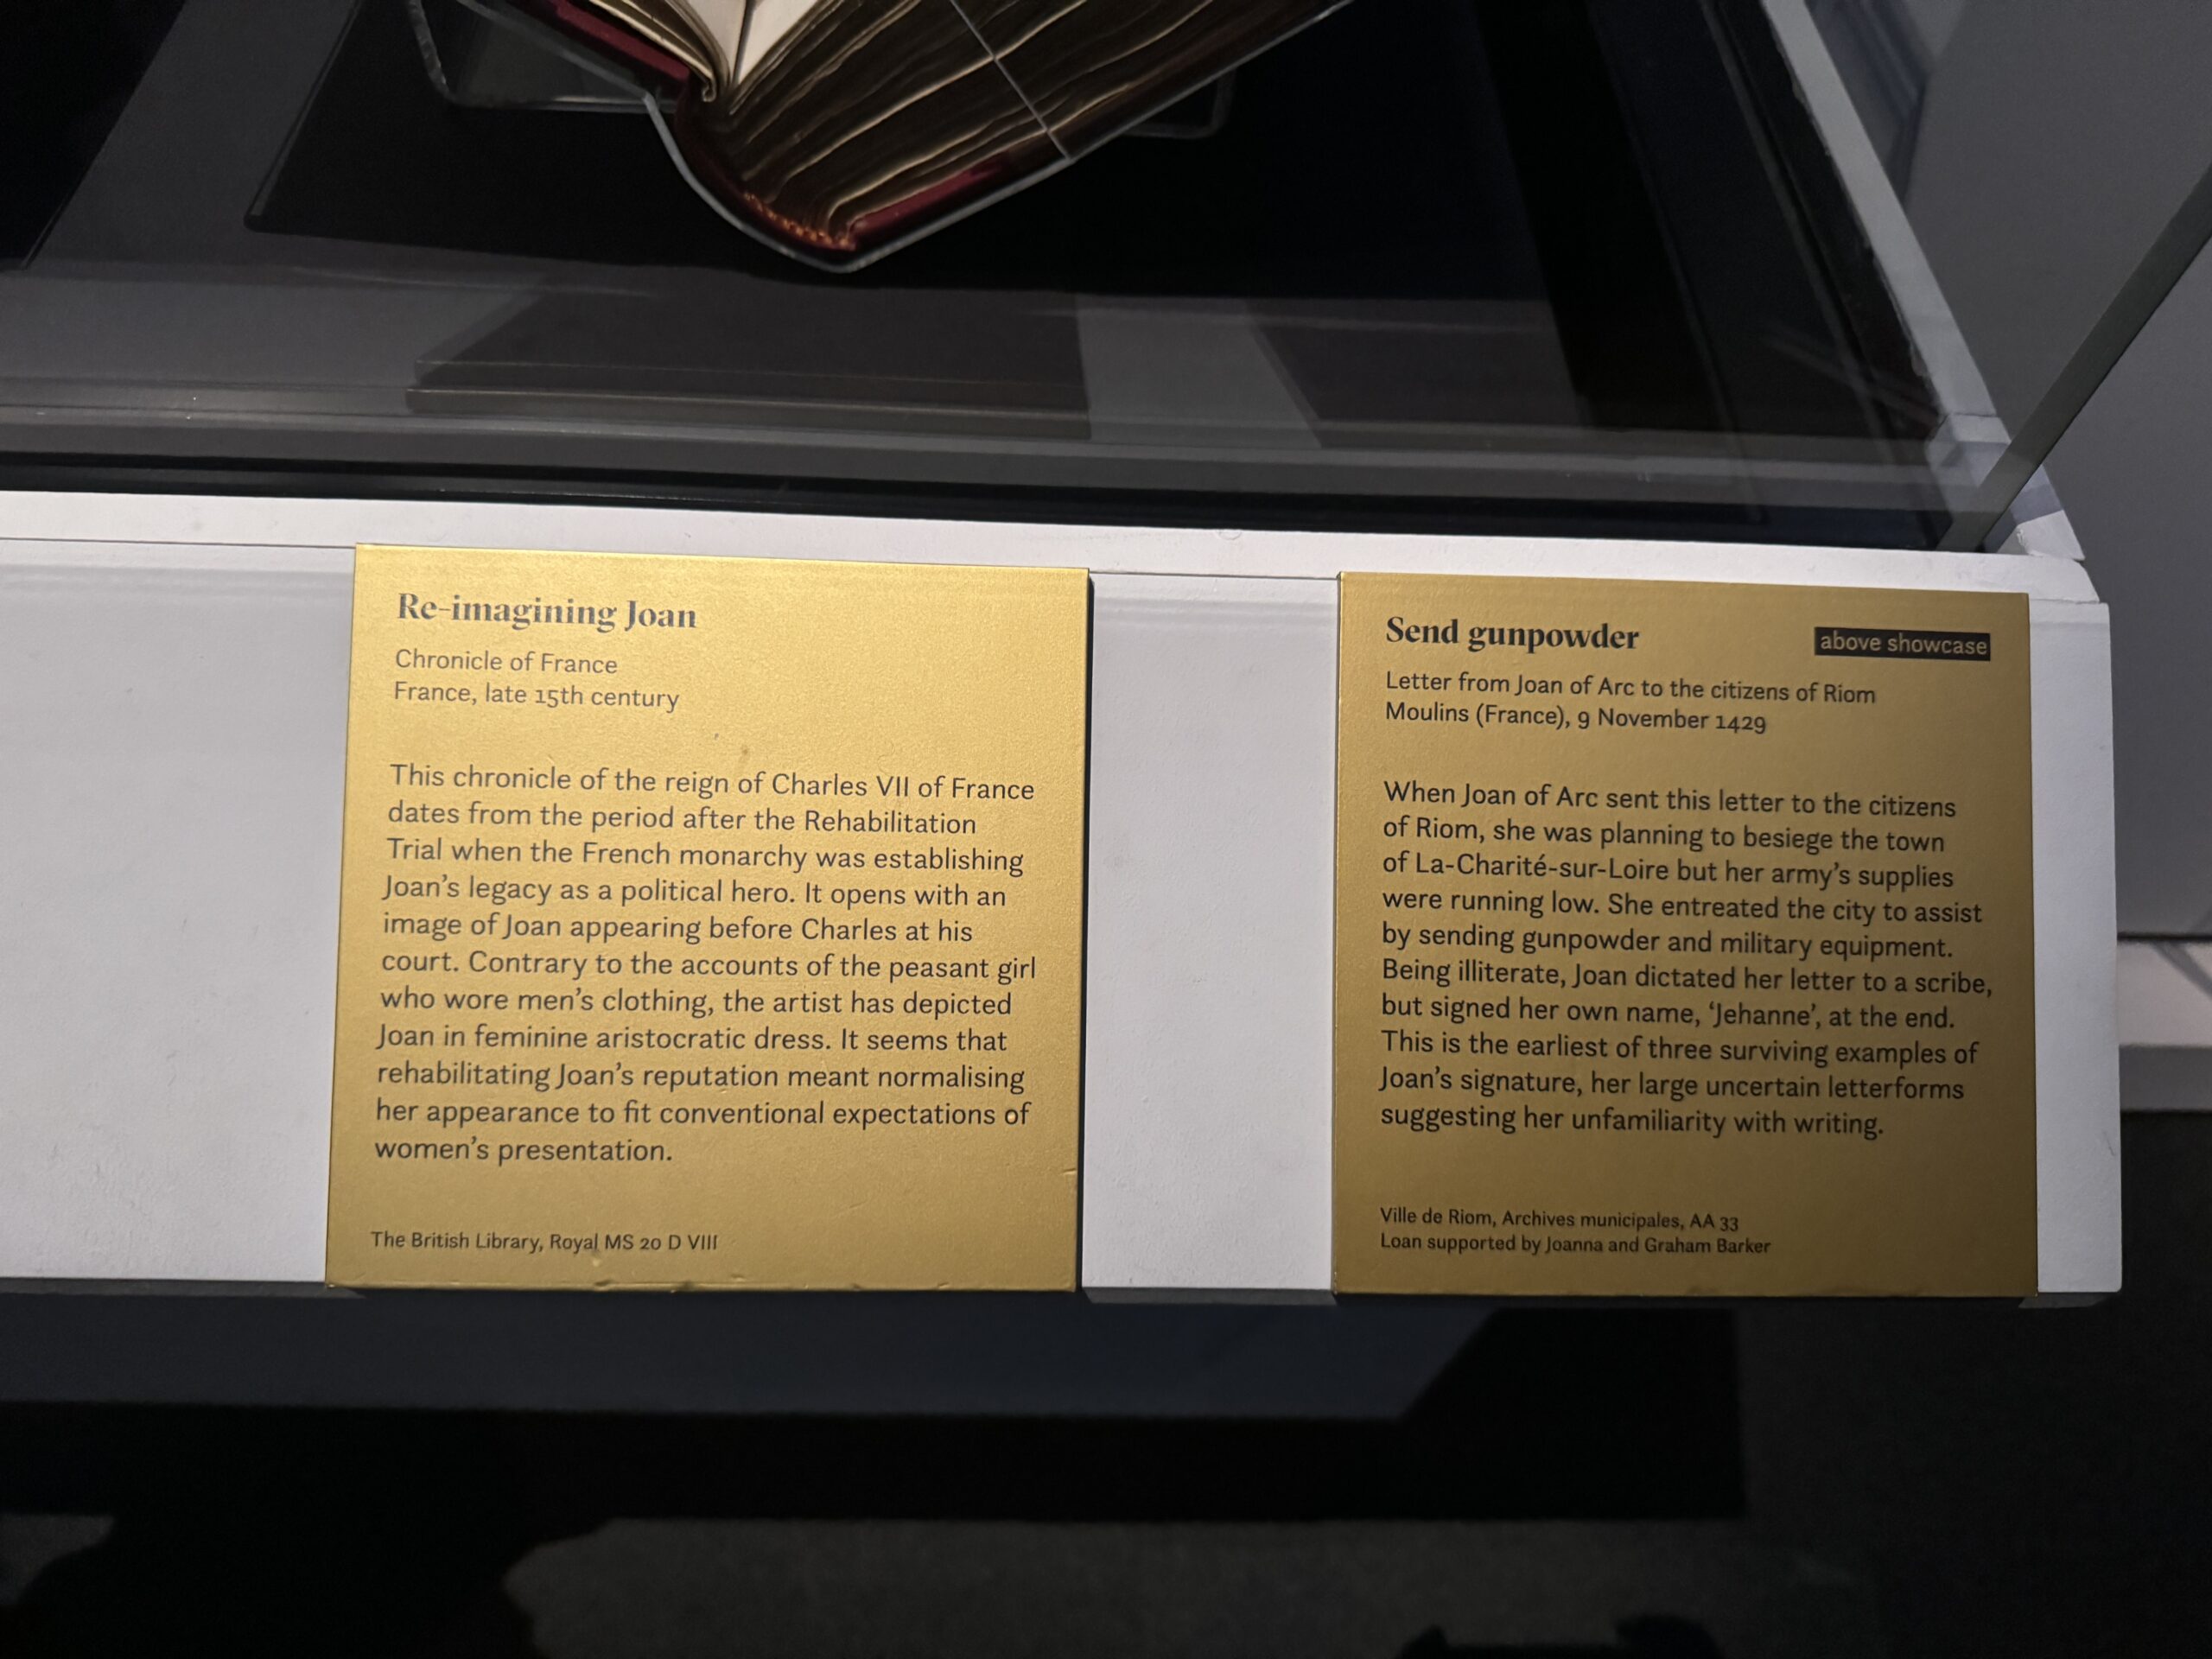 Re-imagining Joan
Chronicle of France
France, late 15th century
This chronicle of the reign of Charles VII of France
dates from the period after the Rehabilitation
Trial when the French monarchy was establishing
Joan’s legacy as a political hero. It opens with an
image of Joan appearing before Charles at his
court. Contrary to the accounts of the peasant girl
who wore men’s clothing, the artist has depicted
Joan in feminine aristocratic dress. It seems that
rehabilitating Joan’s reputation meant normalising
her appearance to fit conventional expectations of
women’s presentation.
The British Library, Royal MS 20 D VIII
Send gunpowder
above showcase
Letter from Joan of Arc to the citizens of Riom
Moulins (France), 9 November 1429
When Joan of Arc sent this letter to the citizens
of Riom, she was planning to besiege the town
of La-Charité-sur-Loire but her army’s supplies
were running low. She entreated the city to assist
by sending gunpowder and military equipment.
Being illiterate, Joan dictated her letter to a scribe,
but signed her own name, ‘Jehanne’, at the end.
This is the earliest of three surviving examples of
Joan’s signature, her large uncertain letterforms
suggesting her unfamiliarity with writing.
Ville de Riom, Archives municipales, AA 33
Loan supported by Joanna and Graham Barker